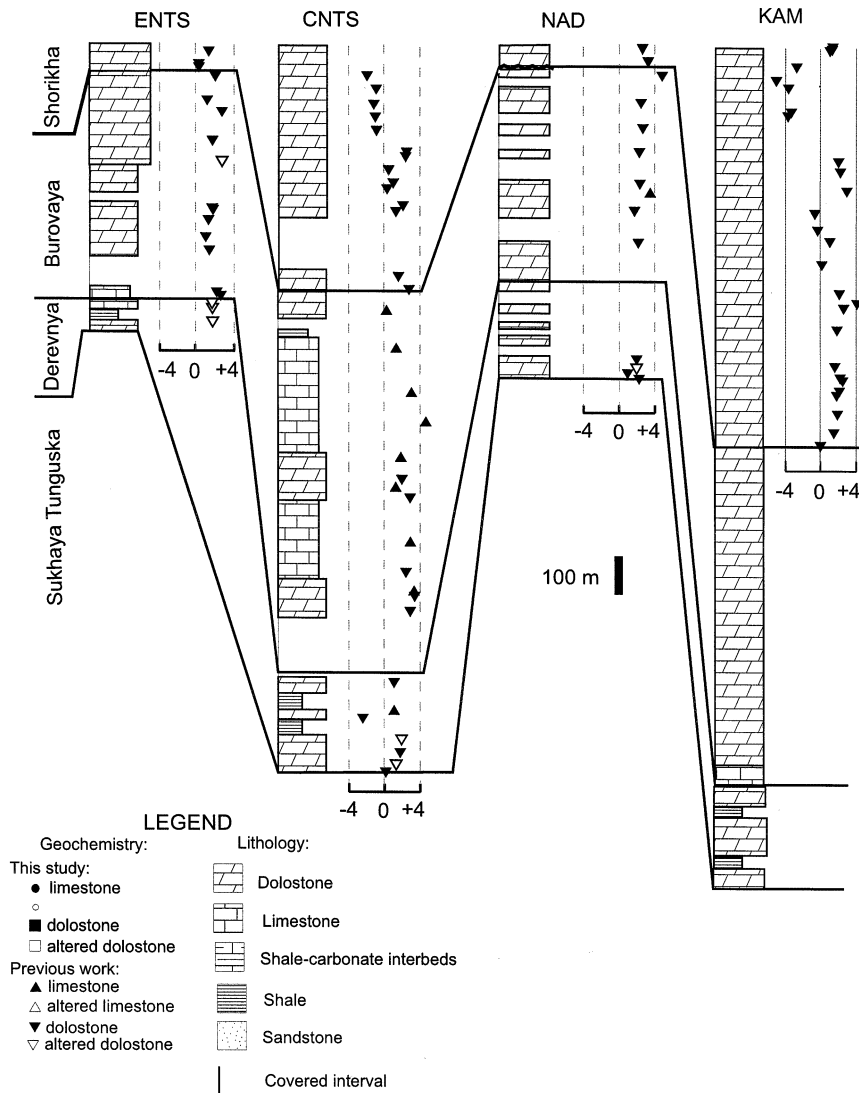 ENTS
CNTS
NAD
KAM
Shorikha
Burovaya
Derevnya
Sukhaya Tunguska
-4 0 +4
-4 0 +4
-4 0 +4
-4 0 +4
100 m
LEGEND
Geochemistry:
This study:
limestone
dolostone
altered dolostone
Previous work:
limestone
altered limestone
dolostone
altered dolostone
Lithology:
Dolostone
Limestone
Shale-carbonate interbeds
Shale
Sandstone
Covered interval